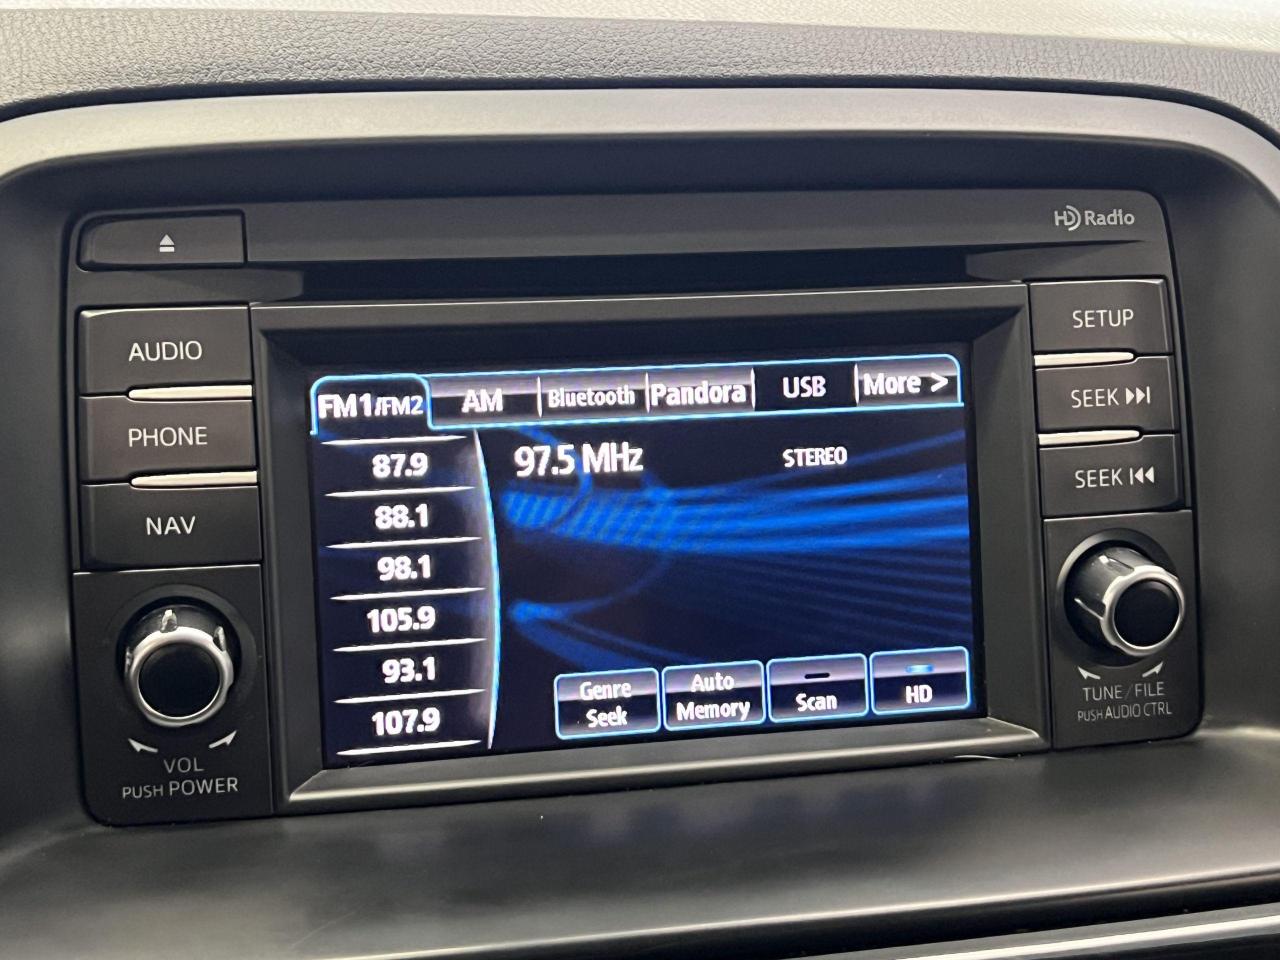 HD Radio
AUDIO
PHONE
NAV
VOL
PUSH POWER
FM1/FM2
AM
Bluetooth
Pandora
USB
More >
87.9
88.1
98.1
105.9
93.1
107.9
97.5 MHz
STEREO
Genre
Seek
Auto
Memory
Scan
HD
SETUP
SEEK
SEEK
TUNE/FILE
PUSH AUDIO CTRL